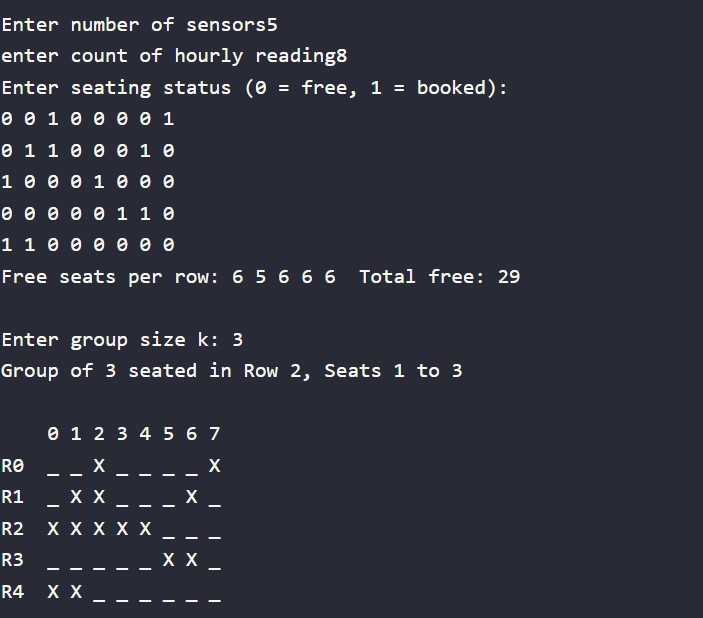 Enter number of sensors5
enter count of hourly reading8
Enter seating status (0 = free, 1 = booked):
0 0 1 0 0 0 0 1
0 1 1 0 0 0 1 0
1 0 0 0 1 0 0 0
0 0 0 0 0 1 1 0
1 1 0 0 0 0 0 0
Free seats per row: 6 5 6 6 6  Total free: 29

Enter group size k: 3
Group of 3 seated in Row 2, Seats 1 to 3

    0 1 2 3 4 5 6 7
R0  _ _ X _ _ _ _ X
R1  _ X X _ _ _ X _
R2  X X X X X _ _ _
R3  _ _ _ _ _ X X _
R4  X X _ _ _ _ _ _